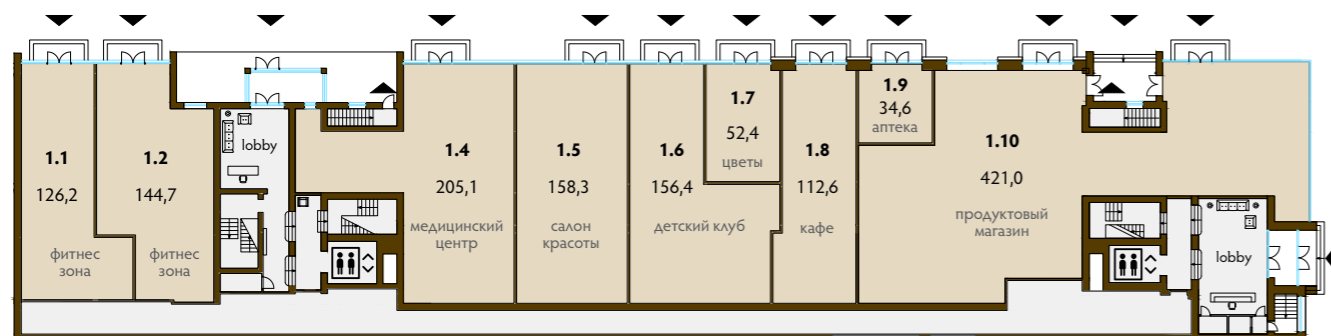 1.1
126,2
фитнес
зона
1.2
144,7
фитнес
зона
lobby
1.4
205,1
медицинский
центр
1.5
158,3
салон
красоты
1.6
156,4
детский клуб
1.7
52,4
цветы
1.8
112,6
кафе
1.9
34,6
аптека
1.10
421,0
продуктовый
магазин
lobby